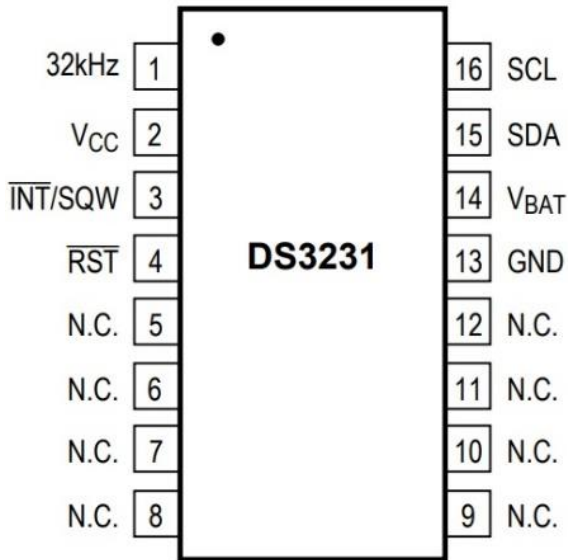 32kHz 1 16 SCL
VCC 2 15 SDA
INT/SQW 3 14 VBAT
RST 4 DS3231 13 GND
N.C. 5 12 N.C.
N.C. 6 11 N.C.
N.C. 7 10 N.C.
N.C. 8 9 N.C.